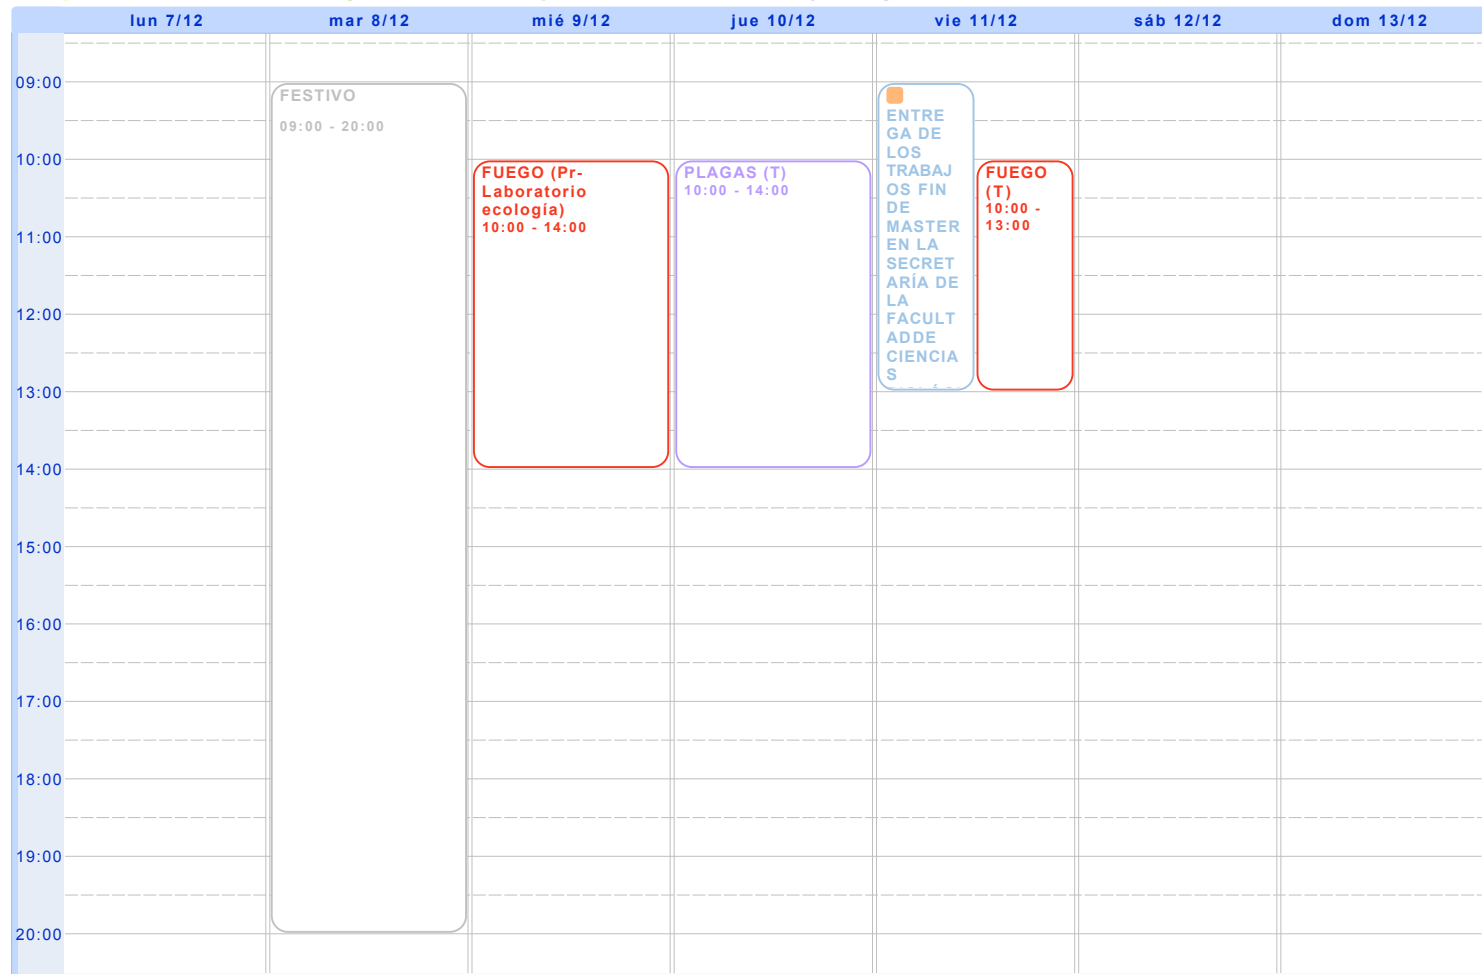 lun 7/12
mar 8/12
mié 9/12
jue 10/12
vie 11/12
sáb 12/12
dom 13/12
09:00
10:00
11:00
12:00
13:00
14:00
15:00
16:00
17:00
18:00
19:00
20:00
FESTIVO
09:00 - 20:00
FUEGO (Pr-
Laboratorio
ecología)
10:00 - 14:00
PLAGAS (T)
10:00 - 14:00
ENTRE
GA DE
LOS
TRABAJ
OS FIN
DE
MASTER
EN LA
SECRET
ARÍA DE
LA
FACULT
ADDE
CIENCIA
S
FUEGO
(T)
10:00 -
13:00